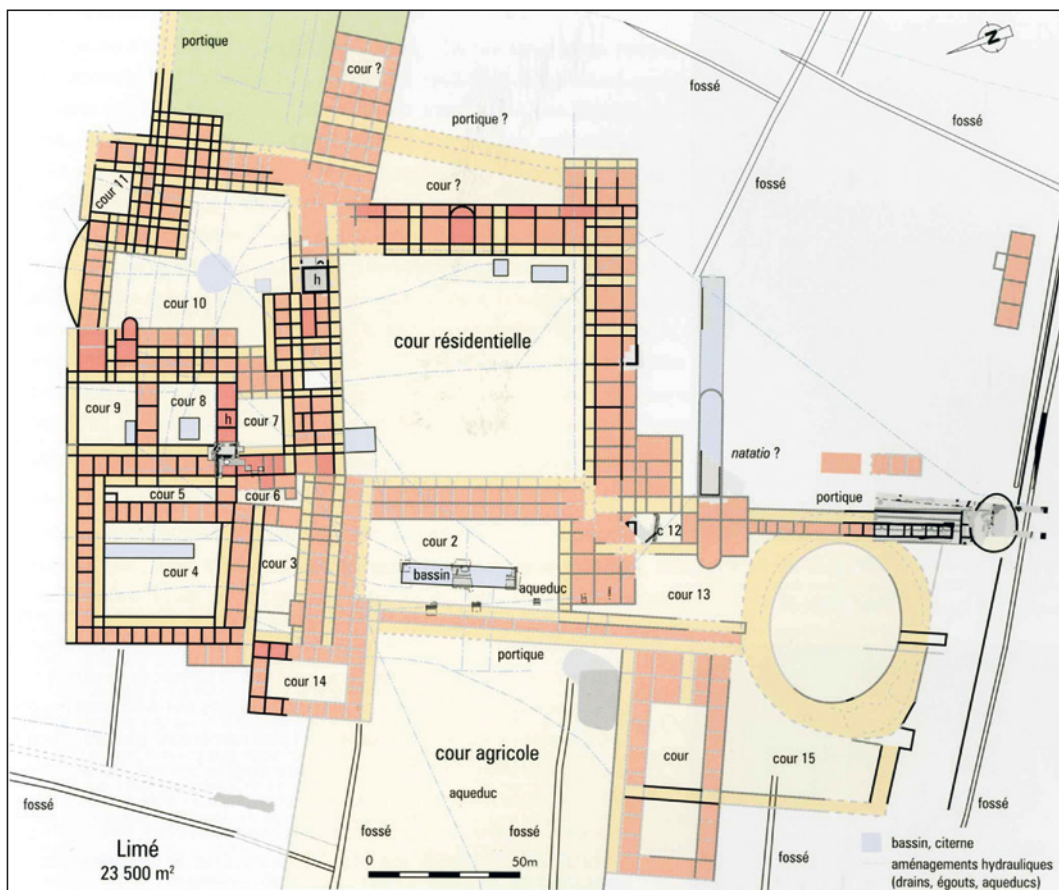 portique
cour ?
N
fossé
fossé
portique ?
fossé
cour ?
cour 11
h
cour 10
cour résidentielle
cour 9
cour 8
h
cour 7
natatio ?
cour 5
cour 6
portique
cour 4
cour 3
cour 2
bassin
aqueduc
c 12
cour 13
portique
cour 14
cour agricole
cour
cour 15
aqueduc
fossé
fossé
fossé
fossé
fossé
Limé
23 500 m²
0 50m
bassin, citerne
aménagements hydrauliques
(drains, égouts, aqueducs)